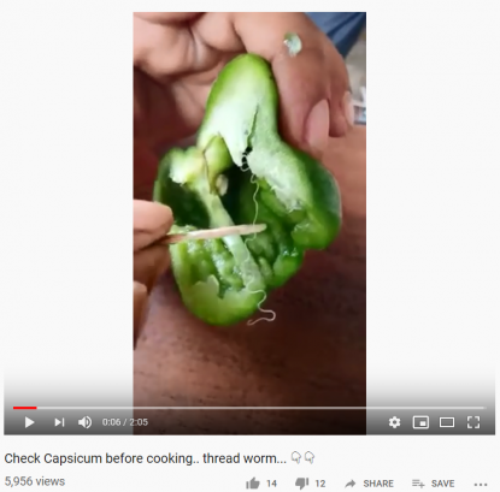 0:06 / 2:05
Check Capsicum before cooking.. thread worm... 👇👇
5,956 views
14
12
SHARE
SAVE
...